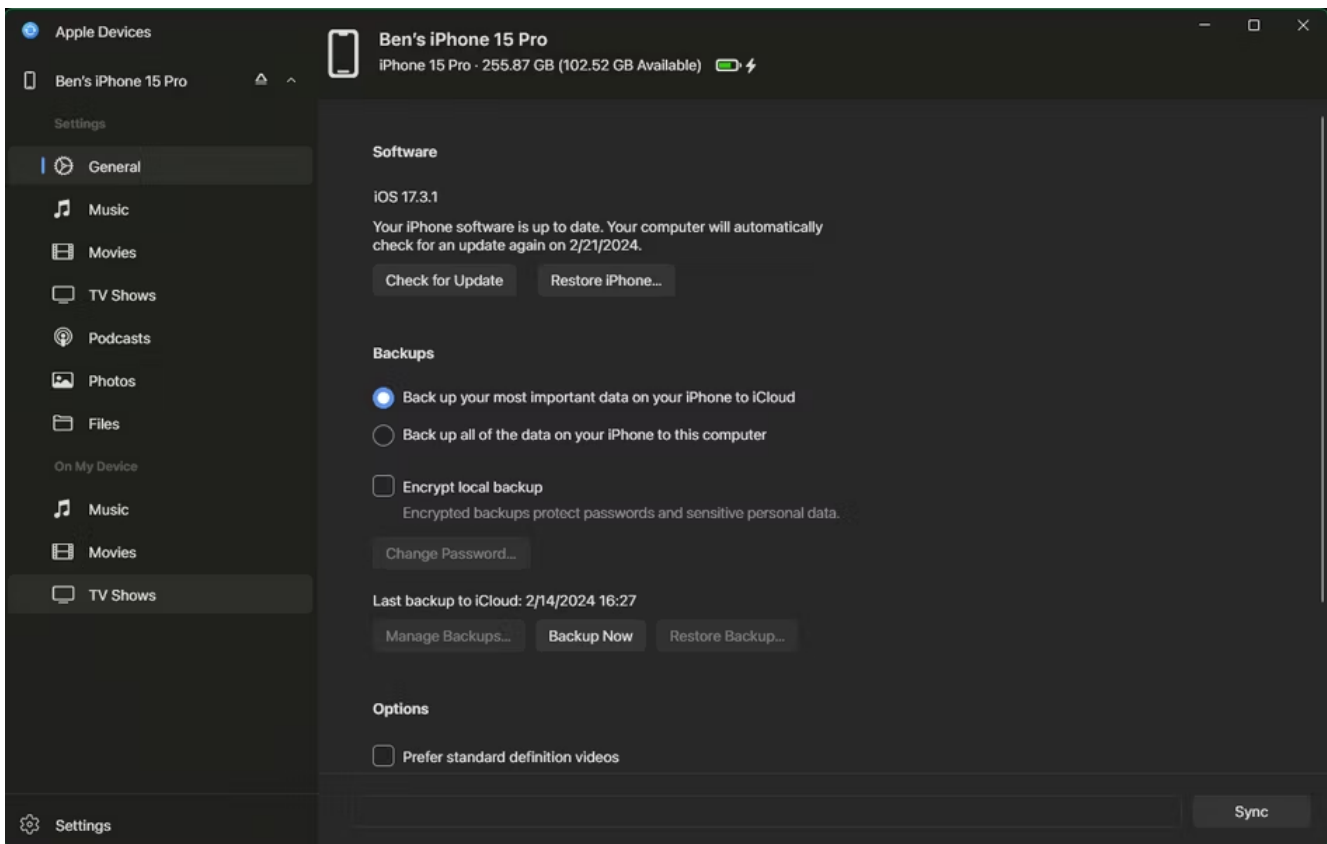 Apple Devices
Ben's iPhone 15 Pro
Settings
General
Music
Movies
TV Shows
Podcasts
Photos
Files
On My Device
Music
Movies
TV Shows
Settings
Ben's iPhone 15 Pro
iPhone 15 Pro · 255.87 GB (102.52 GB Available)
Software
iOS 17.3.1
Your iPhone software is up to date. Your computer will automatically
check for an update again on 2/21/2024.
Check for Update Restore iPhone...
Backups
Back up your most important data on your iPhone to iCloud
Back up all of the data on your iPhone to this computer
Encrypt local backup
Encrypted backups protect passwords and sensitive personal data.
Change Password...
Last backup to iCloud: 2/14/2024 16:27
Manage Backups... Backup Now Restore Backup...
Options
Prefer standard definition videos
Sync